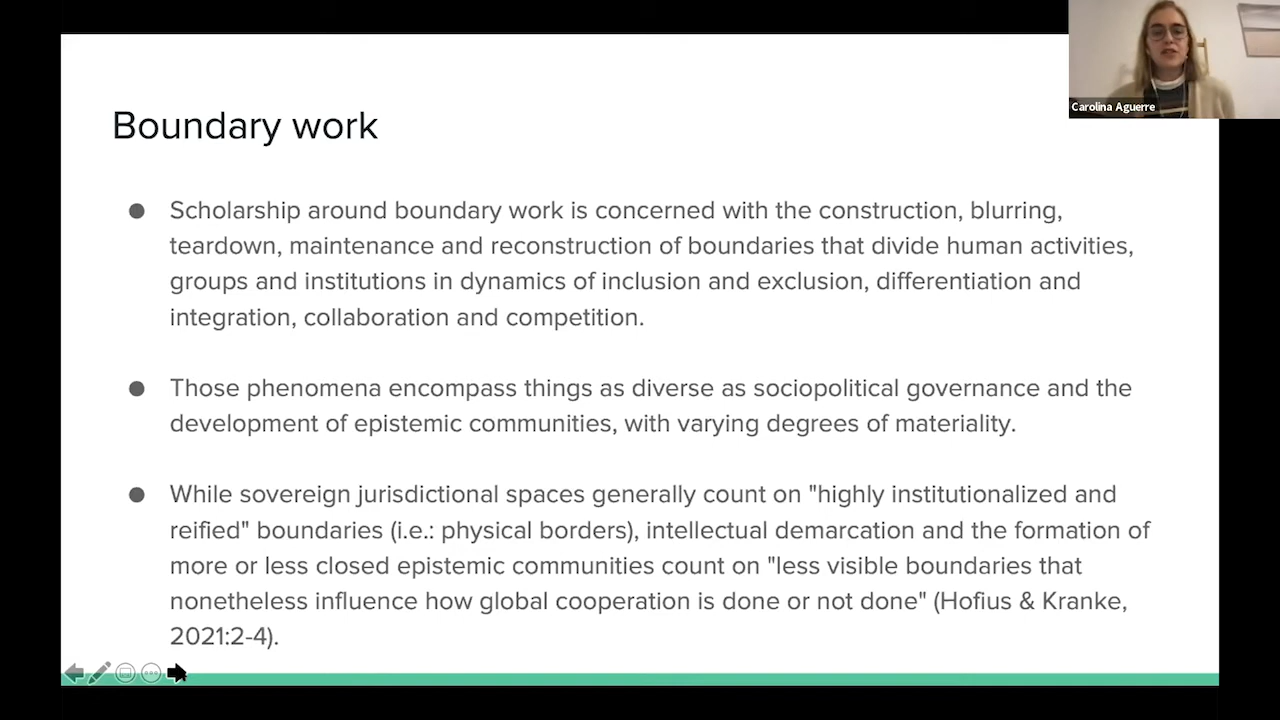 Carolina Aguerre
Boundary work
● Scholarship around boundary work is concerned with the construction, blurring,
teardown, maintenance and reconstruction of boundaries that divide human activities,
groups and institutions in dynamics of inclusion and exclusion, differentiation and
integration, collaboration and competition.
● Those phenomena encompass things as diverse as sociopolitical governance and the
development of epistemic communities, with varying degrees of materiality.
● While sovereign jurisdictional spaces generally count on "highly institutionalized and
reified" boundaries (i.e.: physical borders), intellectual demarcation and the formation of
more or less closed epistemic communities count on "less visible boundaries that
nonetheless influence how global cooperation is done or not done" (Hofius & Kranke,
2021:2-4).